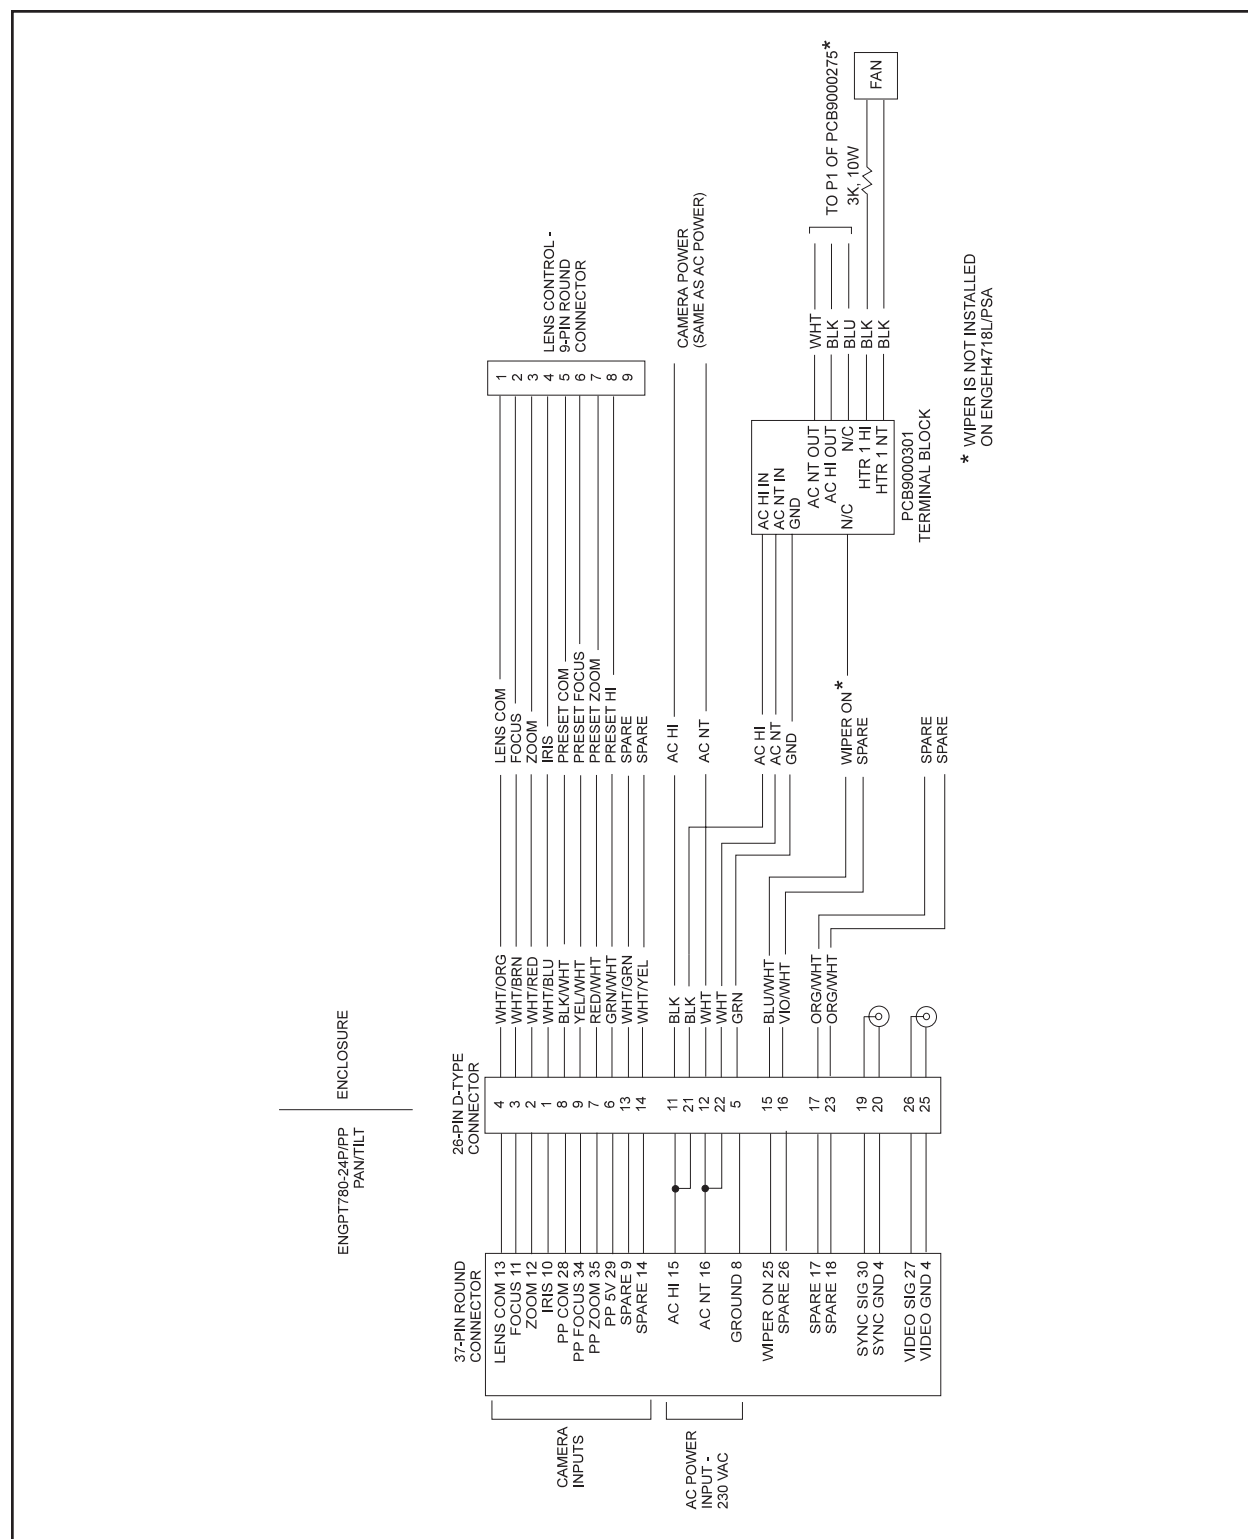 ENGPT780-24P/PP
PAN/TILT
ENCLOSURE
37-PIN ROUND
CONNECTOR
26-PIN D-TYPE
CONNECTOR
CAMERA
INPUTS
AC POWER
INPUT -
230 VAC
LENS COM 13
FOCUS 11
ZOOM 12
IRIS 10
PP COM 28
PP FOCUS 34
PP ZOOM 35
PP 5V 29
SPARE 9
SPARE 14
AC HI 15
AC NT 16
GROUND 8
WIPER ON 25
SPARE 26
SPARE 17
SPARE 18
SYNC SIG 30
SYNC GND 4
VIDEO SIG 27
VIDEO GND 4
4
3
2
1
8
9
7
6
13
14
11
21
12
22
5
15
16
17
23
19
20
26
25
WHT/ORG
WHT/BRN
WHT/RED
WHT/BLU
BLK/WHT
YEL/WHT
RED/WHT
GRN/WHT
WHT/GRN
WHT/YEL
BLK
BLK
WHT
WHT
GRN
BLU/WHT
VIO/WHT
ORG/WHT
ORG/WHT
LENS COM
FOCUS
ZOOM
IRIS
PRESET COM
PRESET FOCUS
PRESET ZOOM
PRESET HI
SPARE
SPARE
AC HI
AC NT
AC HI
AC NT
GND
WIPER ON*
SPARE
SPARE
SPARE
1
2
3
4
5
6
7
8
9
LENS CONTROL -
9-PIN ROUND
CONNECTOR
CAMERA POWER
(SAME AS AC POWER)
AC HI IN
AC NT IN
GND
N/C
AC NT OUT
AC HI OUT
N/C
HTR 1 HI
HTR 1 NT
PCB9000301
TERMINAL BLOCK
WHT
BLK
BLU
BLK
BLK
TO P1 OF PCB9000275*
3K, 10W
FAN
* WIPER IS NOT INSTALLED
ON ENGEH4718L/PSA